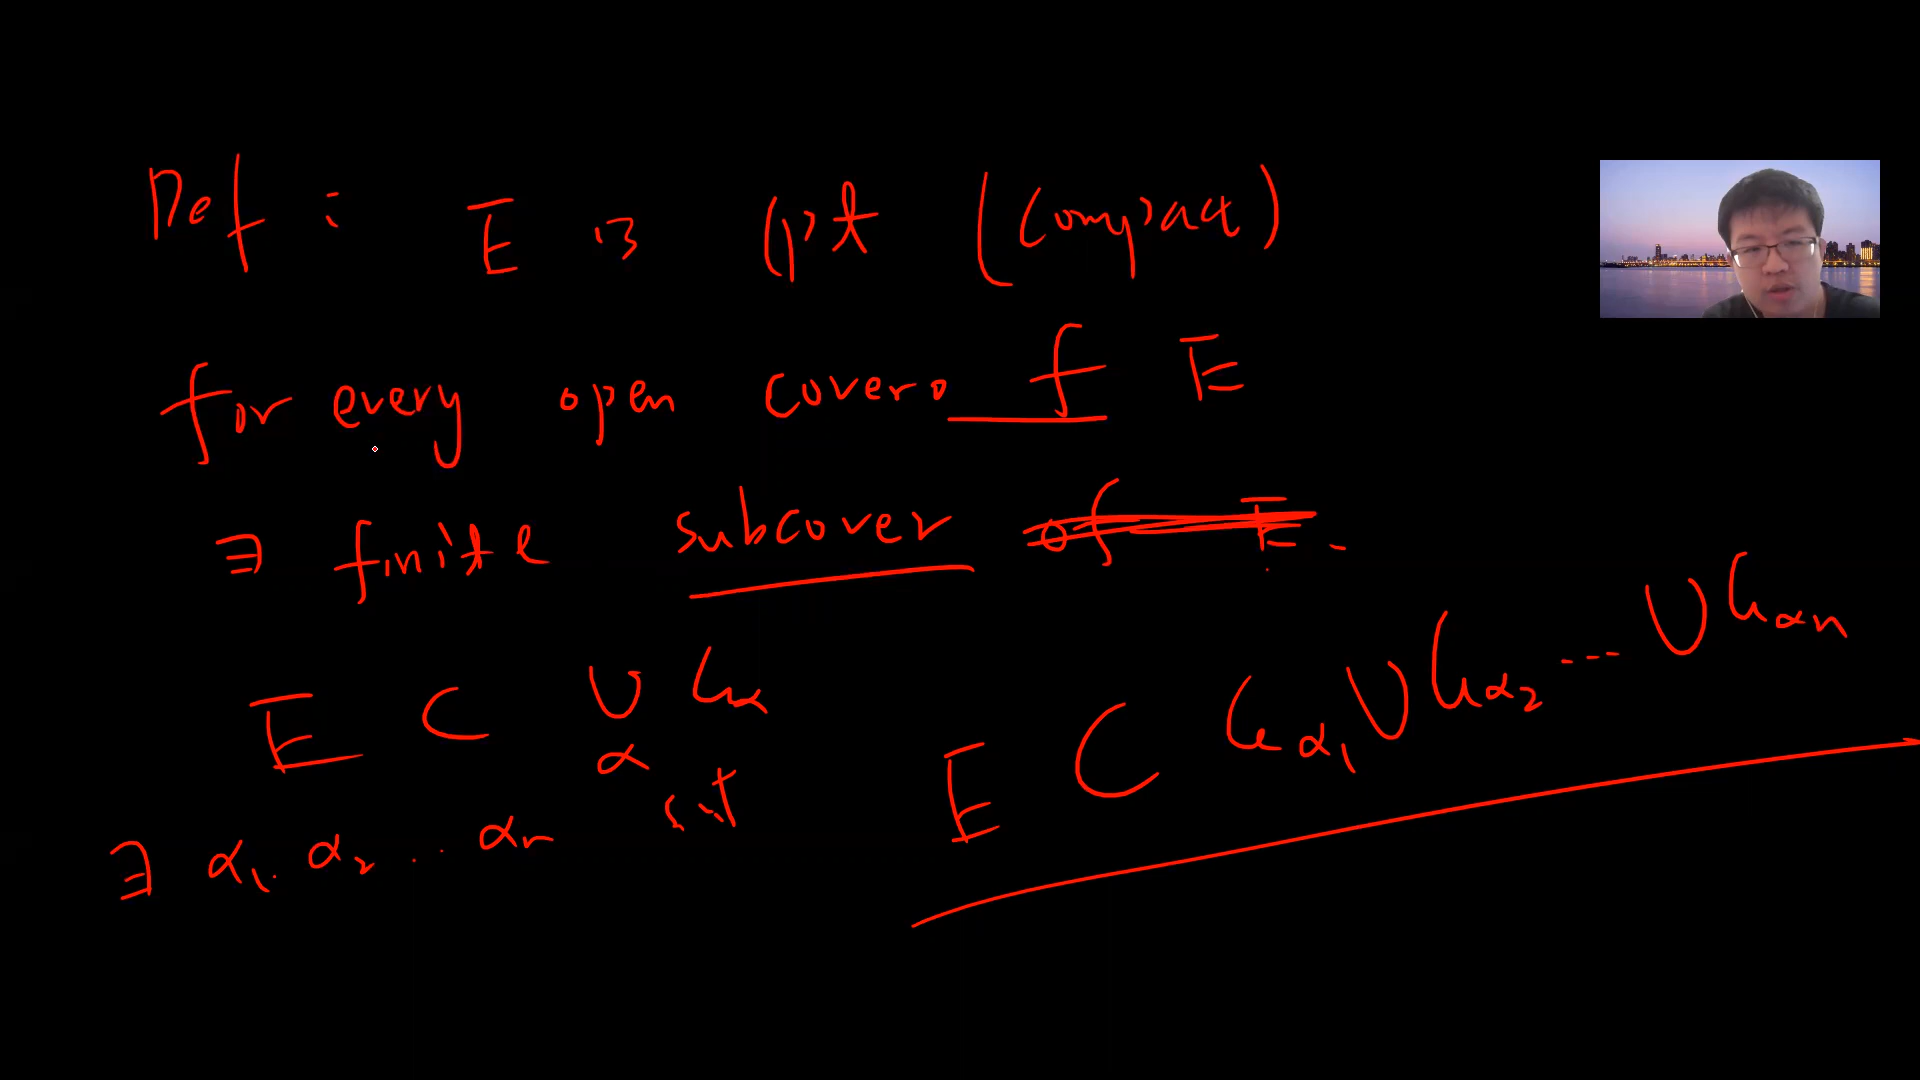 Def : E is cpt (compact)
for every open cover of E
∃ finite subcover of E .
E ⊂ ∪ Gα
α
∃ α1, α2 .. αn s.t
E ⊂ Gα1 ∪ Gα2 --- ∪ Gαn